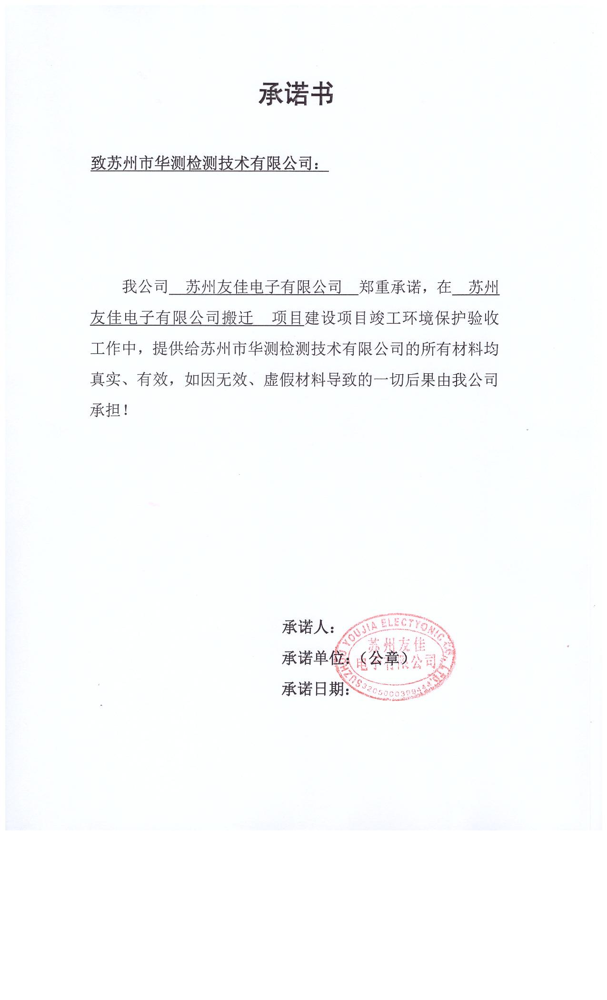 承诺书
致苏州市华测检测技术有限公司：
我公司 苏州友佳电子有限公司 郑重承诺，在 苏州
友佳电子有限公司搬迁 项目建设项目竣工环境保护验收
工作中，提供给苏州市华测检测技术有限公司的所有材料均
真实、有效，如因无效、虚假材料导致的一切后果由我公司
承担！
承诺人：
承诺单位：（公章）
承诺日期：
SUZHOU YOUJIA ELECTYONIC CO., LTD.
苏州友佳
电子有限公司